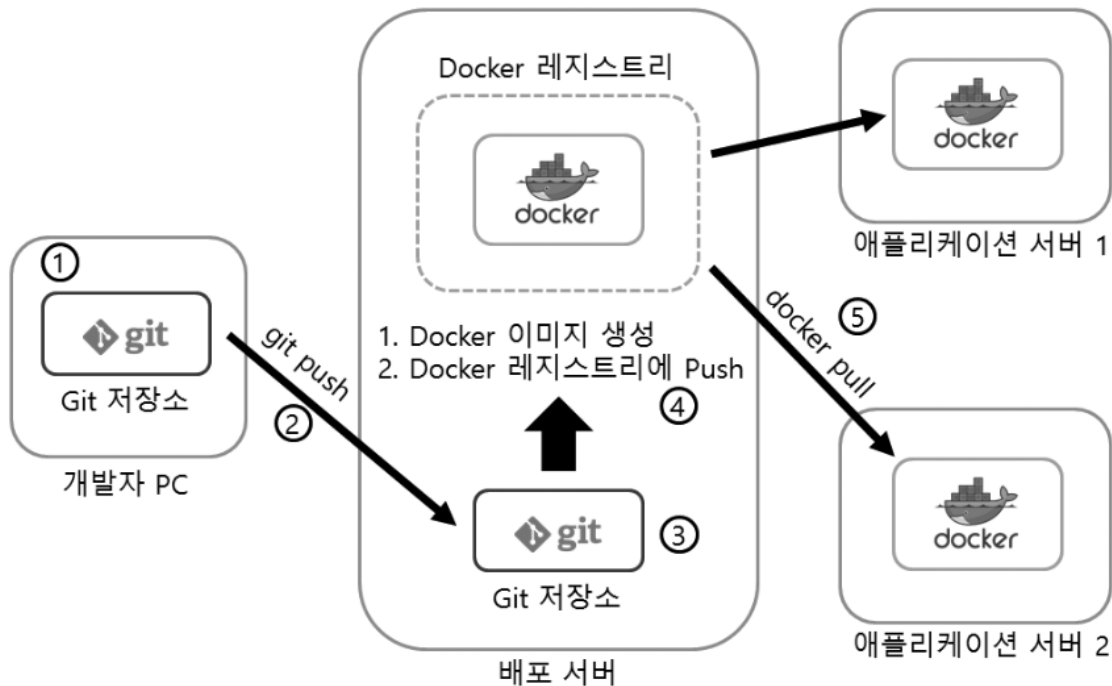 ①
git
Git 저장소
개발자 PC
git push
②
Docker 레지스트리
docker
1. Docker 이미지 생성
2. Docker 레지스트리에 Push
④
git
③
Git 저장소
배포 서버
docker
애플리케이션 서버 1
docker pull
⑤
docker
애플리케이션 서버 2